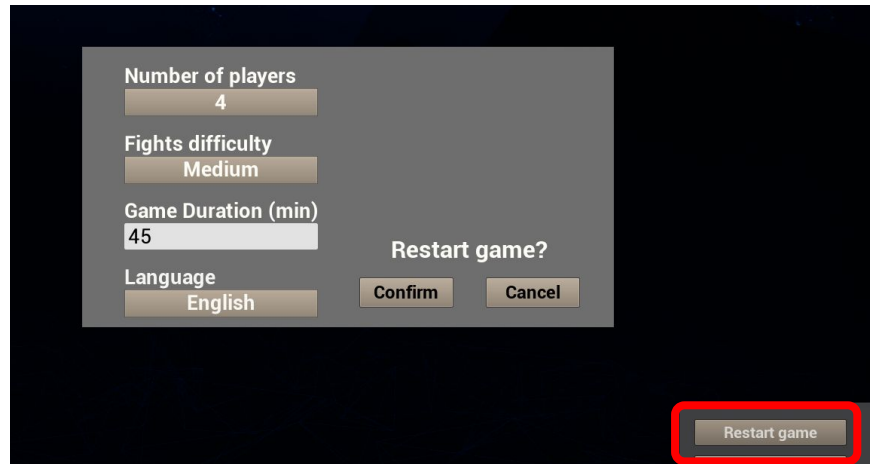 Number of players
4
Fights difficulty
Medium
Game Duration (min)
45
Language
English
Restart game?
Confirm
Cancel
Restart game